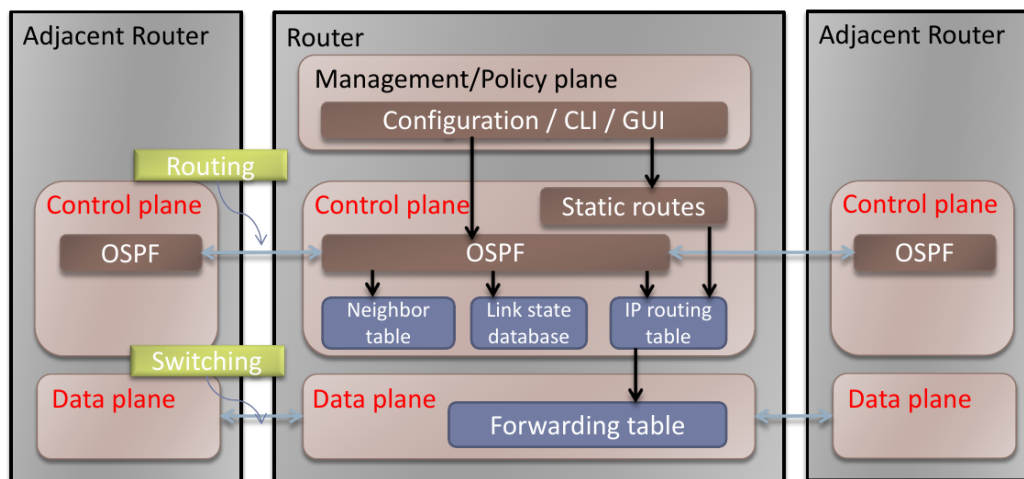 Adjacent Router
Router
Adjacent Router
Management/Policy plane
Configuration / CLI / GUI
Routing
Control plane
Control plane
Static routes
Control plane
OSPF
OSPF
OSPF
Neighbor
table
Link state
database
IP routing
table
Switching
Data plane
Data plane
Forwarding table
Data plane